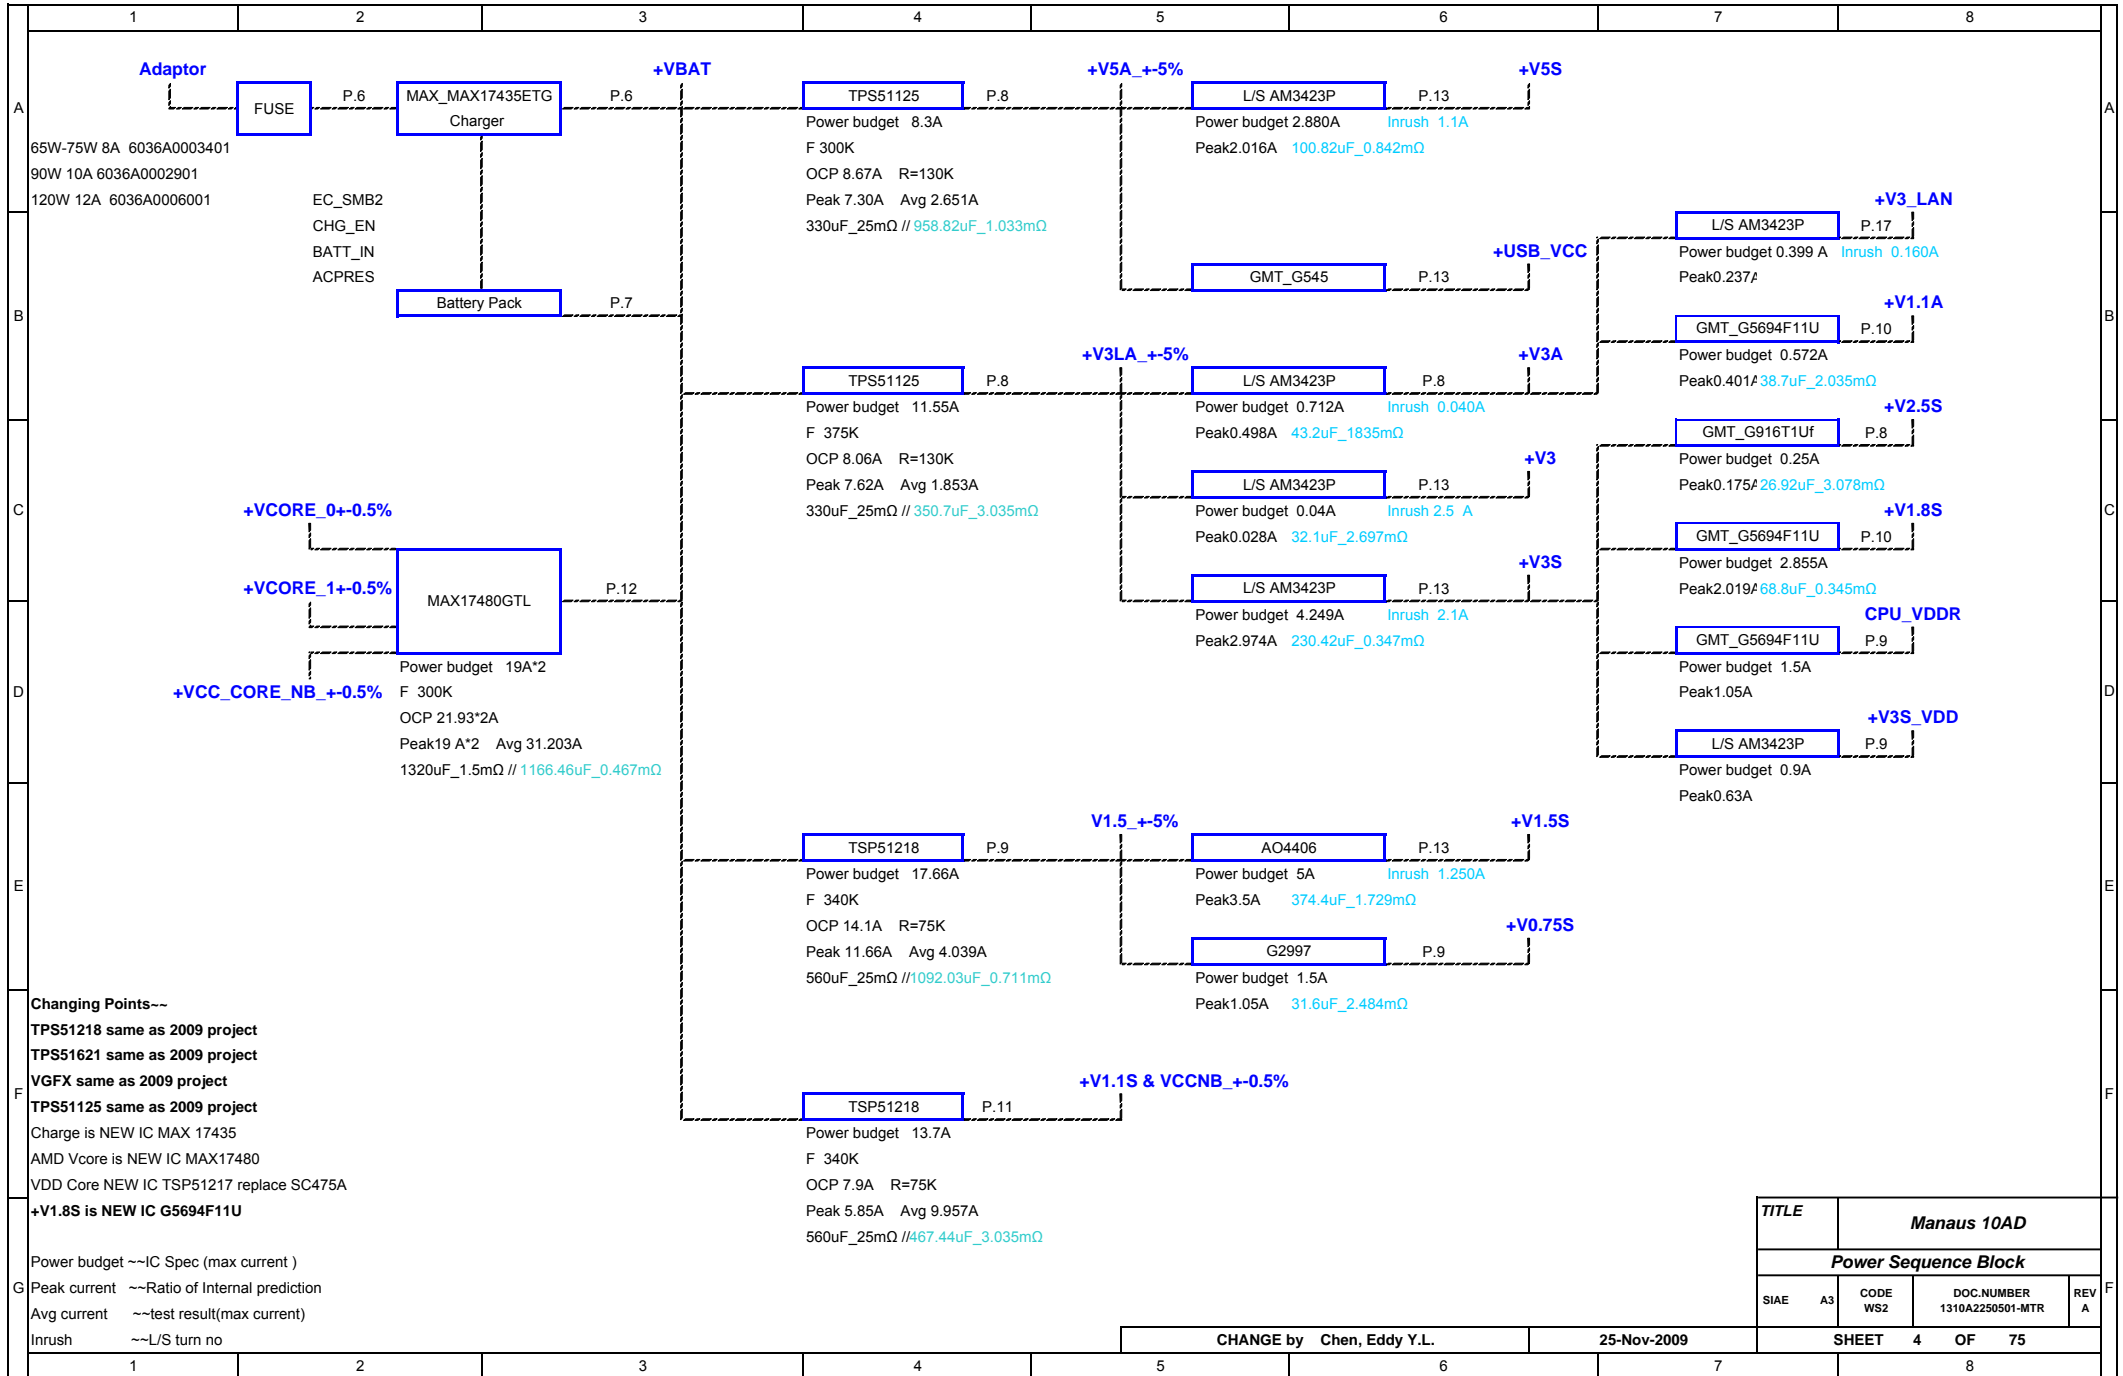 1 2 3 4 5 6 7 8
A
A
B
B
C
C
D
D
E
E
F
F
G
F
Adaptor
FUSE
P.6
MAX_MAX17435ETG
Charger
P.6
+VBAT
65W-75W 8A 6036A0003401
90W 10A 6036A0002901
120W 12A 6036A0006001
EC_SMB2
CHG_EN
BATT_IN
ACPRES
Battery Pack
P.7
TPS51125
P.8
Power budget 8.3A
F 300K
OCP 8.67A R=130K
Peak 7.30A Avg 2.651A
330uF_25mΩ // 958.82uF_1.033mΩ
+V5A_+-5%
L/S AM3423P
P.13
+V5S
Power budget 2.880A Inrush 1.1A
Peak2.016A 100.82uF_0.842mΩ
GMT_G545
P.13
+USB_VCC
TPS51125
P.8
Power budget 11.55A
F 375K
OCP 8.06A R=130K
Peak 7.62A Avg 1.853A
330uF_25mΩ // 350.7uF_3.035mΩ
+V3LA_+-5%
L/S AM3423P
P.8
+V3A
Power budget 0.712A Inrush 0.040A
Peak0.498A 43.2uF_1835mΩ
L/S AM3423P
P.13
+V3
Power budget 0.04A Inrush 2.5 A
Peak0.028A 32.1uF_2.697mΩ
L/S AM3423P
P.13
+V3S
Power budget 4.249A Inrush 2.1A
Peak2.974A 230.42uF_0.347mΩ
+V3_LAN
L/S AM3423P
P.17
Power budget 0.399 A Inrush 0.160A
Peak0.237A
+V1.1A
GMT_G5694F11U
P.10
Power budget 0.572A
Peak0.401A 38.7uF_2.035mΩ
+V2.5S
GMT_G916T1Uf
P.8
Power budget 0.25A
Peak0.175A 26.92uF_3.078mΩ
+V1.8S
GMT_G5694F11U
P.10
Power budget 2.855A
Peak2.019A 68.8uF_0.345mΩ
CPU_VDDR
GMT_G5694F11U
P.9
Power budget 1.5A
Peak1.05A
+V3S_VDD
L/S AM3423P
P.9
Power budget 0.9A
Peak0.63A
+VCORE_0+-0.5%
+VCORE_1+-0.5%
+VCC_CORE_NB_+-0.5%
MAX17480GTL
P.12
Power budget 19A*2
F 300K
OCP 21.93*2A
Peak19 A*2 Avg 31.203A
1320uF_1.5mΩ // 1166.46uF_0.467mΩ
TSP51218
P.9
Power budget 17.66A
F 340K
OCP 14.1A R=75K
Peak 11.66A Avg 4.039A
560uF_25mΩ //1092.03uF_0.711mΩ
V1.5_+-5%
AO4406
P.13
+V1.5S
Power budget 5A Inrush 1.250A
Peak3.5A 374.4uF_1.729mΩ
G2997
P.9
+V0.75S
Power budget 1.5A
Peak1.05A 31.6uF_2.484mΩ
TSP51218
P.11
+V1.1S & VCCNB_+-0.5%
Power budget 13.7A
F 340K
OCP 7.9A R=75K
Peak 5.85A Avg 9.957A
560uF_25mΩ //467.44uF_3.035mΩ
Changing Points~~
TPS51218 same as 2009 project
TPS51621 same as 2009 project
VGFX same as 2009 project
TPS51125 same as 2009 project
Charge is NEW IC MAX 17435
AMD Vcore is NEW IC MAX17480
VDD Core NEW IC TSP51217 replace SC475A
+V1.8S is NEW IC G5694F11U
Power budget ~~IC Spec (max current )
Peak current ~~Ratio of Internal prediction
Avg current ~~test result(max current)
Inrush ~~L/S turn no
TITLE
Manaus 10AD
Power Sequence Block
SIAE A3
CODE
WS2
DOC.NUMBER
1310A2250501-MTR
REV
A
CHANGE by Chen, Eddy Y.L.
25-Nov-2009
SHEET 4 OF 75
1 2 3 4 5 6 7 8